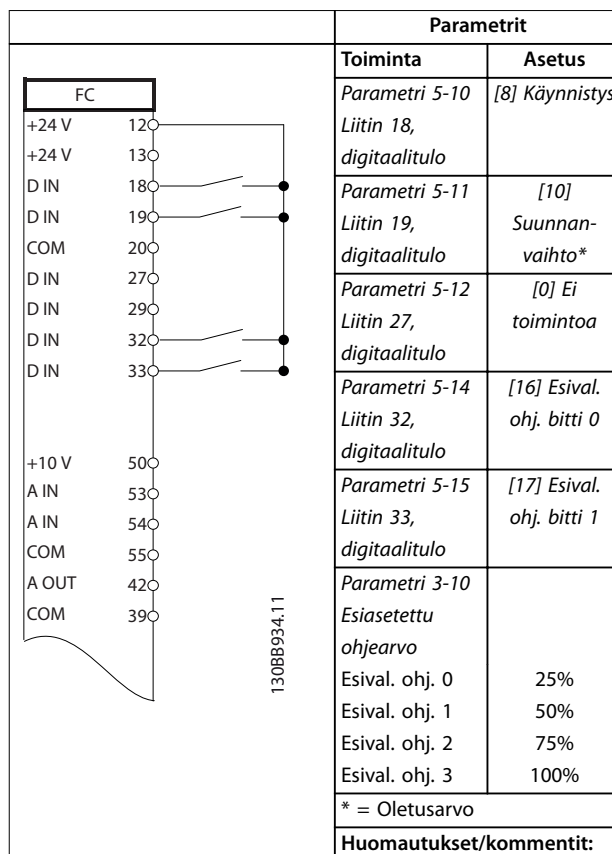 FC
+24 V 12
+24 V 13
D IN 18
D IN 19
COM 20
D IN 27
D IN 29
D IN 32
D IN 33
+10 V 50
A IN 53
A IN 54
COM 55
A OUT 42
COM 39
130BB934.11
Parametrit
Toiminta Asetus
Parametri 5-10 [8] Käynnistys
Liitin 18,
digitaalitulo
Parametri 5-11 [10]
Liitin 19, Suunnan-
digitaalitulo vaihto*
Parametri 5-12 [0] Ei
Liitin 27, toimintoa
digitaalitulo
Parametri 5-14 [16] Esival.
Liitin 32, ohj. bitti 0
digitaalitulo
Parametri 5-15 [17] Esival.
Liitin 33, ohj. bitti 1
digitaalitulo
Parametri 3-10
Esiasetettu
ohjearvo
Esival. ohj. 0 25%
Esival. ohj. 1 50%
Esival. ohj. 2 75%
Esival. ohj. 3 100%
* = Oletusarvo
Huomautukset/kommentit: